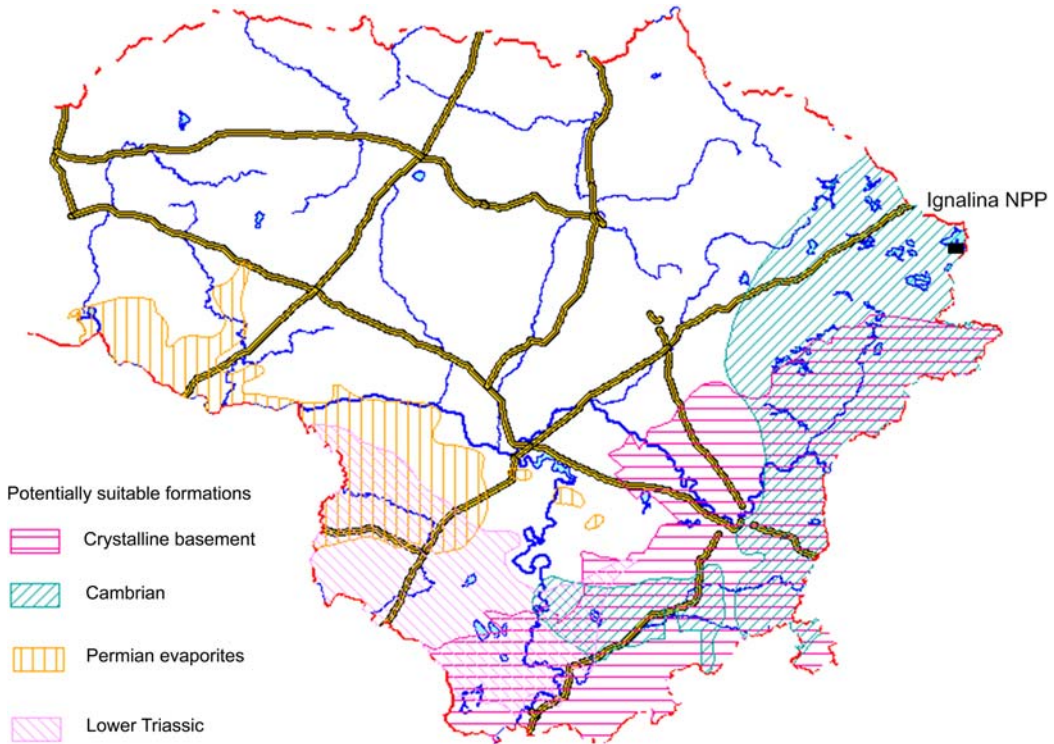 Ignalina NPP
Potentially suitable formations
Crystalline basement
Cambrian
Permian evaporites
Lower Triassic